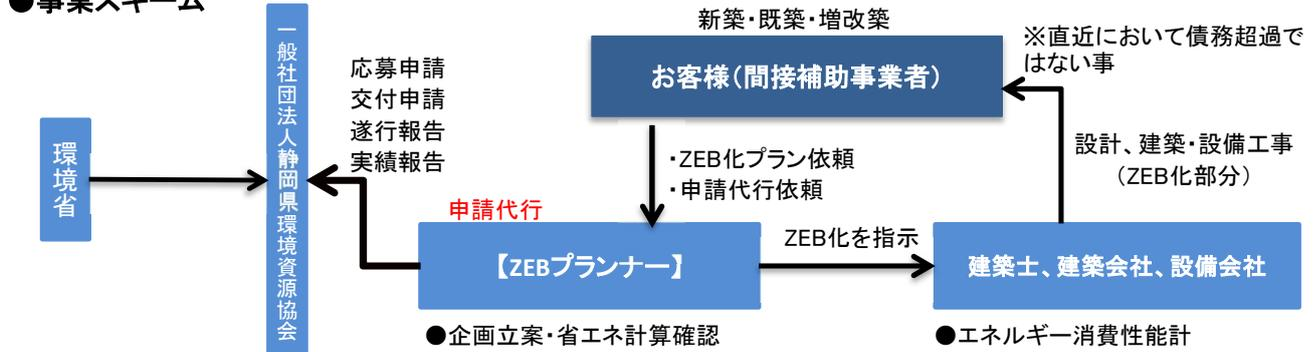 ●事業スキーム
新築・既築・増改築
※直近において債務超過で
はない事
お客様（間接補助事業者）
応募申請
交付申請
遂行報告
実績報告
環境省
一般社団法人静岡県環境資源協会
・ZEB化プラン依頼
・申請代行依頼
設計、建築・設備工事
（ZEB化部分）
申請代行
【ZEBプランナー】
ZEB化を指示
建築士、建築会社、設備会社
●企画立案・省エネ計算確認
●エネルギー消費性能計